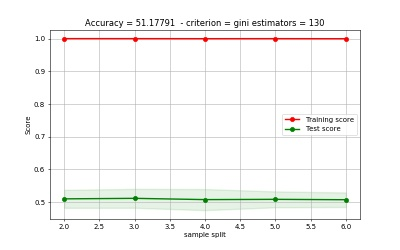 Accuracy = 51.17791  - criterion = gini estimators = 130
1.0
0.9
0.8
0.7
0.6
0.5
Score
Training score
Test score
2.0 2.5 3.0 3.5 4.0 4.5 5.0 5.5 6.0
sample split